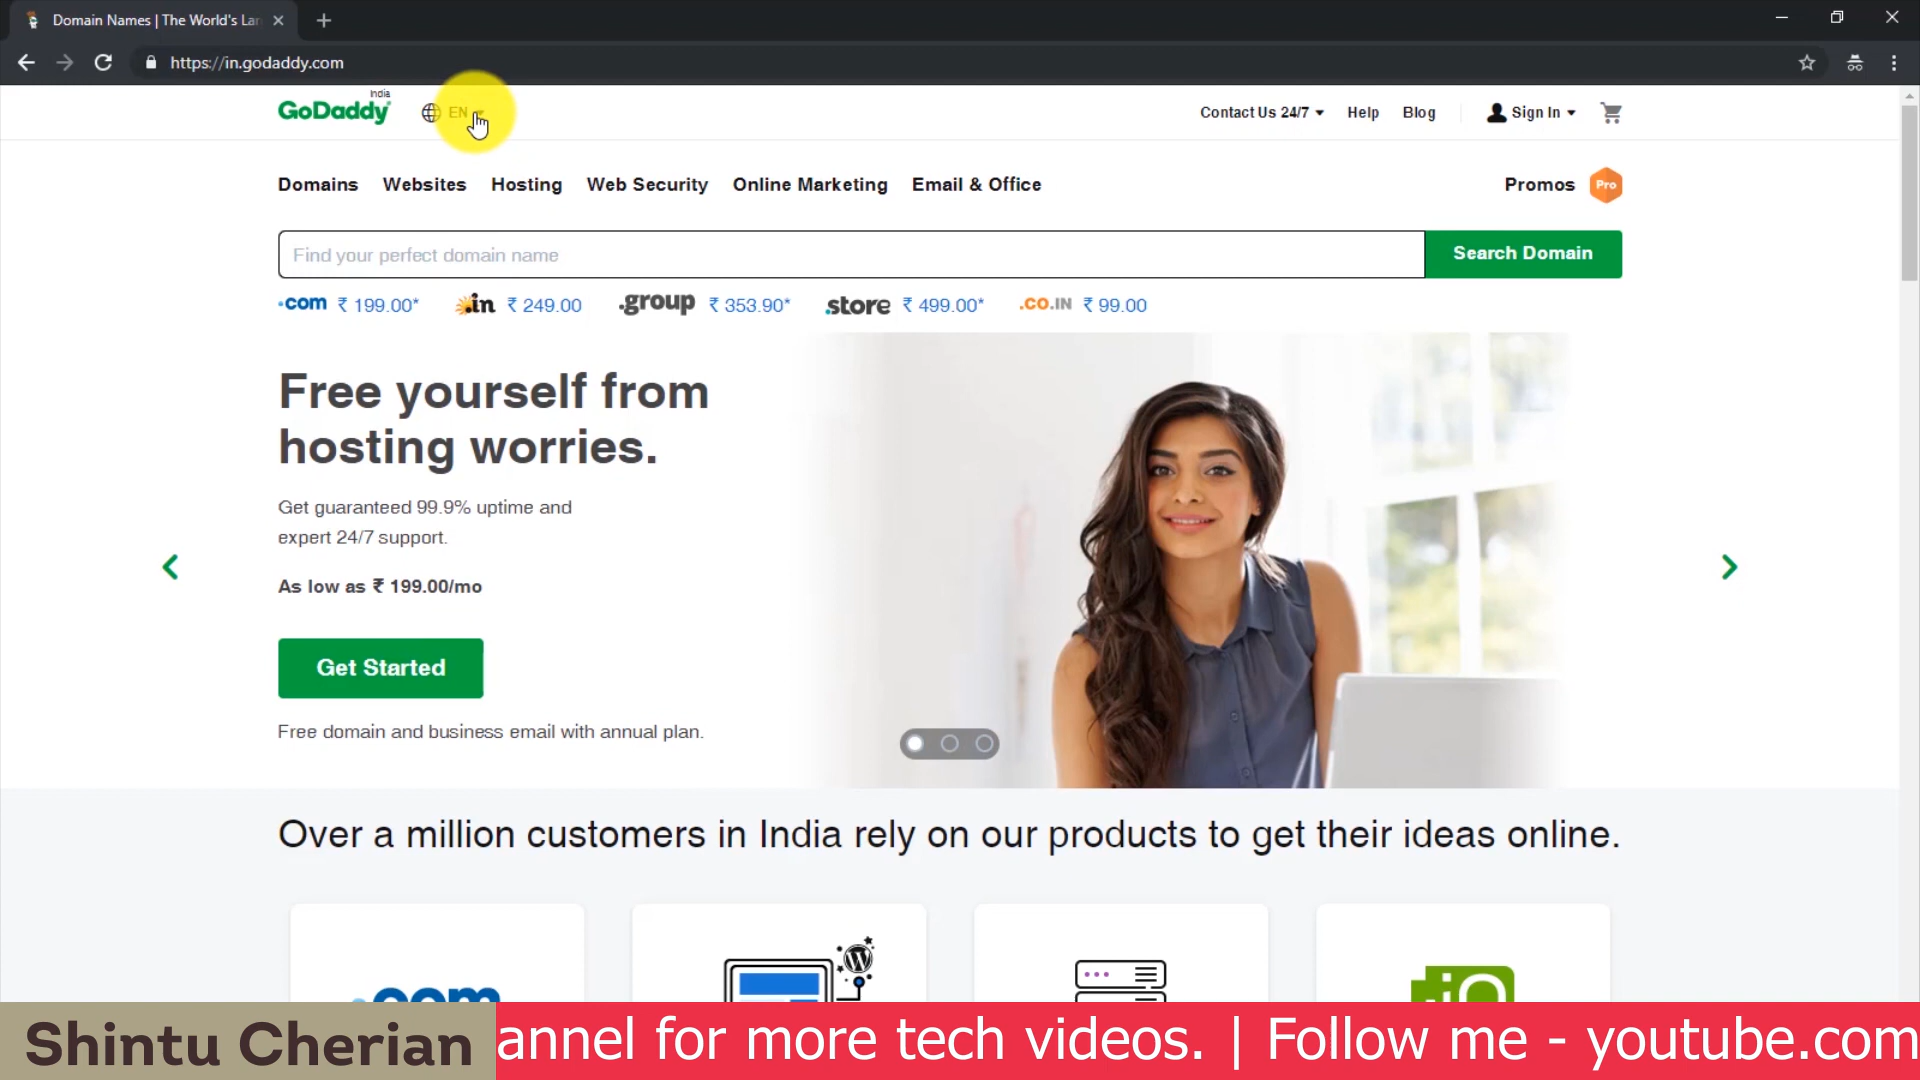 Domain Names | The World's Lar
https://in.godaddy.com
India
GoDaddy
EN
Contact Us 24/7
Help
Blog
Sign In
Domains
Websites
Hosting
Web Security
Online Marketing
Email & Office
Promos
Pro
Find your perfect domain name
Search Domain
.com ₹ 199.00*
.in ₹ 249.00
.group ₹ 353.90*
.store ₹ 499.00*
.co.IN ₹ 99.00
Free yourself from
hosting worries.
Get guaranteed 99.9% uptime and
expert 24/7 support.
As low as ₹ 199.00/mo
Get Started
Free domain and business email with annual plan.
Over a million customers in India rely on our products to get their ideas online.
.com
Shintu Cherian
annel for more tech videos. | Follow me - youtube.com